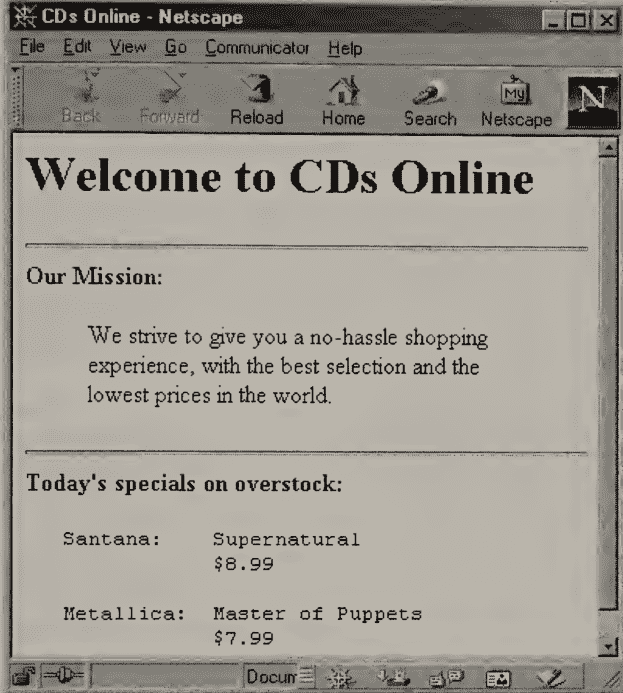 CDs Online - Netscape
File Edit View Go Communicator Help
My N
Back Forward Reload Home Search Netscape
Welcome to CDs Online
Our Mission:
We strive to give you a no-hassle shopping
experience, with the best selection and the
lowest prices in the world.
Today's specials on overstock:
Santana: Supernatural
$8.99
Metallica: Master of Puppets
$7.99
Docum